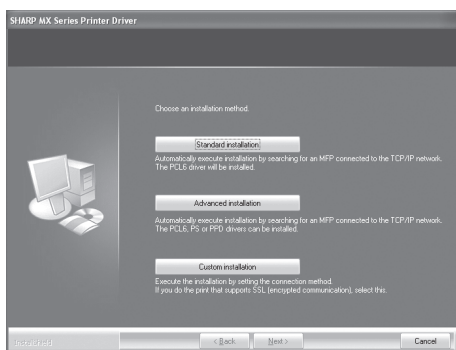 SHARP MX Series Printer Driver
Choose an installation method.
Standard installation
Automatically execute installation by searching for an MFP connected to the TCP/IP network.
The PCL6 driver will be installed.
Advanced installation
Automatically execute installation by searching for an MFP connected to the TCP/IP network.
The PCL6, PS or PPD drivers can be installed.
Custom installation
Execute the installation by setting the connection method.
If you do the print that supports SSL (encrypted communication), select this.
InstallShield
< Back
Next >
Cancel